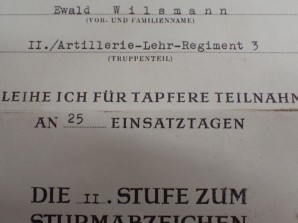 Ewald Wilsmann
(VOR- UND FAMILIENNAME)
II./Artillerie-Lehr-Regiment 3
(TRUPPENTEIL)
LEIHE ICH FÜR TAPFERE TEILNAHM
AN 25 EINSATZTAGEN
DIE II. STUFE ZUM
STURMABZEICHEN